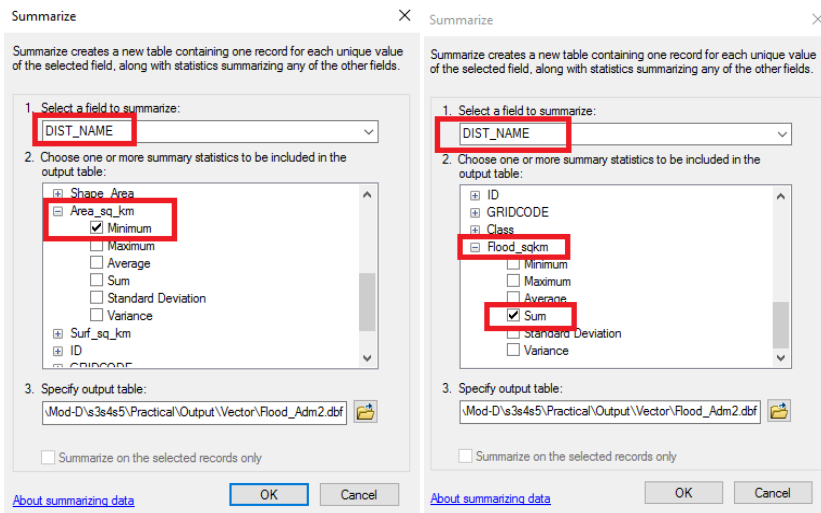 Summarize
Summarize creates a new table containing one record for each unique value
of the selected field, along with statistics summarizing any of the other fields.
1. Select a field to summarize:
DIST_NAME
2. Choose one or more summary statistics to be included in the
output table:
Shape_Area
Area_sq_km
Minimum
Maximum
Average
Sum
Standard Deviation
Variance
Surf_sq_km
ID
GRIDCODE
3. Specify output table:
\Mod-D\s3s4s5\Practical\Output\Vector\Flood_Adm2.dbf
Summarize on the selected records only
About summarizing data
OK
Cancel
Summarize
Summarize creates a new table containing one record for each unique value
of the selected field, along with statistics summarizing any of the other fields.
1. Select a field to summarize:
DIST_NAME
2. Choose one or more summary statistics to be included in the
output table:
ID
GRIDCODE
Class
Flood_sqkm
Minimum
Maximum
Average
Sum
Standard Deviation
Variance
3. Specify output table:
\Mod-D\s3s4s5\Practical\Output\Vector\Flood_Adm2.dbf
Summarize on the selected records only
About summarizing data
OK
Cancel